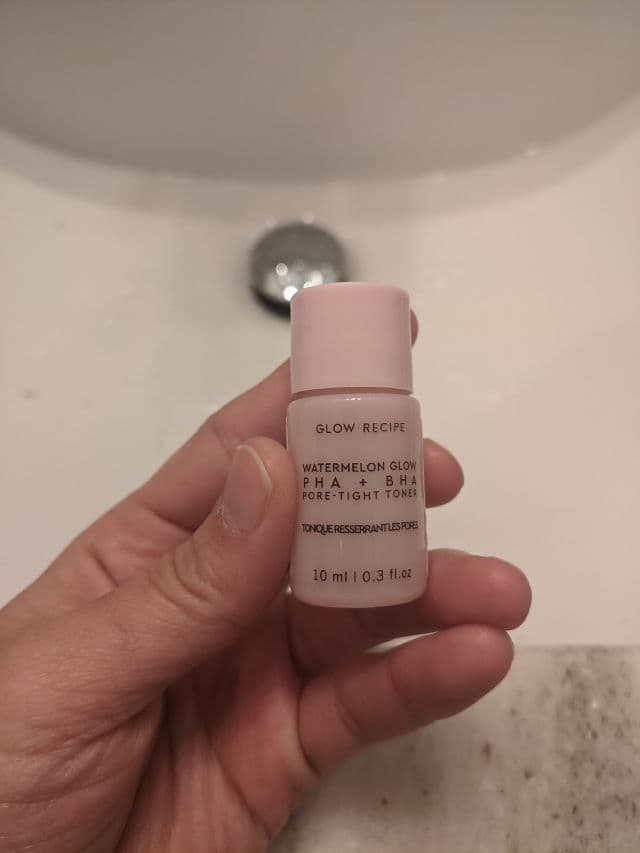 GLOW RECIPE
WATERMELON GLOW
PHA + BHA
PORE-TIGHT TONER
TONIQUE RESSERRANT LES PORES
10 ml | 0.3 fl.oz